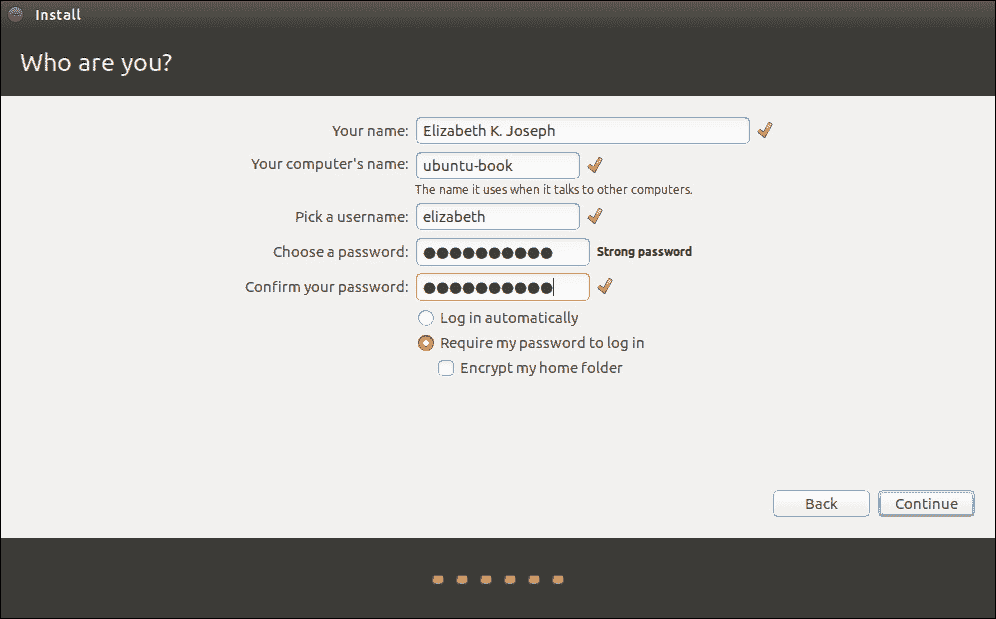 Install
Who are you?
Your name: Elizabeth K. Joseph
Your computer's name: ubuntu-book
The name it uses when it talks to other computers.
Pick a username: elizabeth
Choose a password: ●●●●●●●●●● Strong password
Confirm your password: ●●●●●●●●●●
Log in automatically
Require my password to log in
Encrypt my home folder
Back Continue